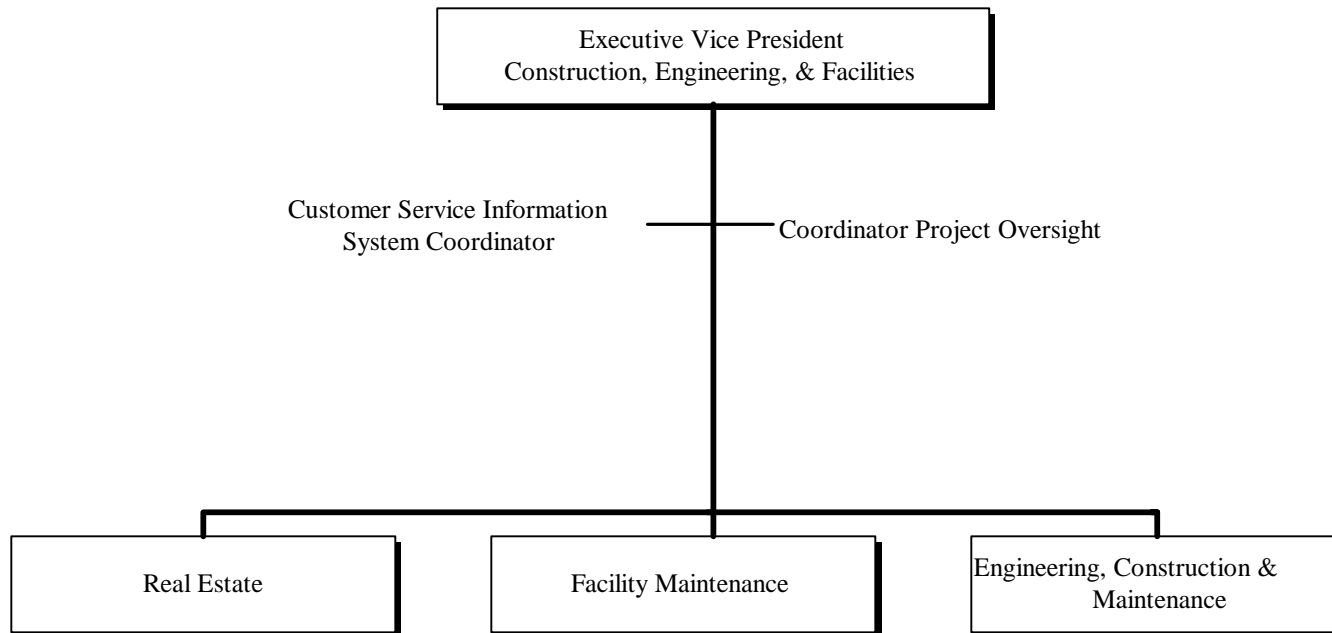 Executive Vice President
Construction, Engineering, & Facilities
Customer Service Information
System Coordinator
Coordinator Project Oversight
Real Estate
Facility Maintenance
Engineering, Construction &
Maintenance